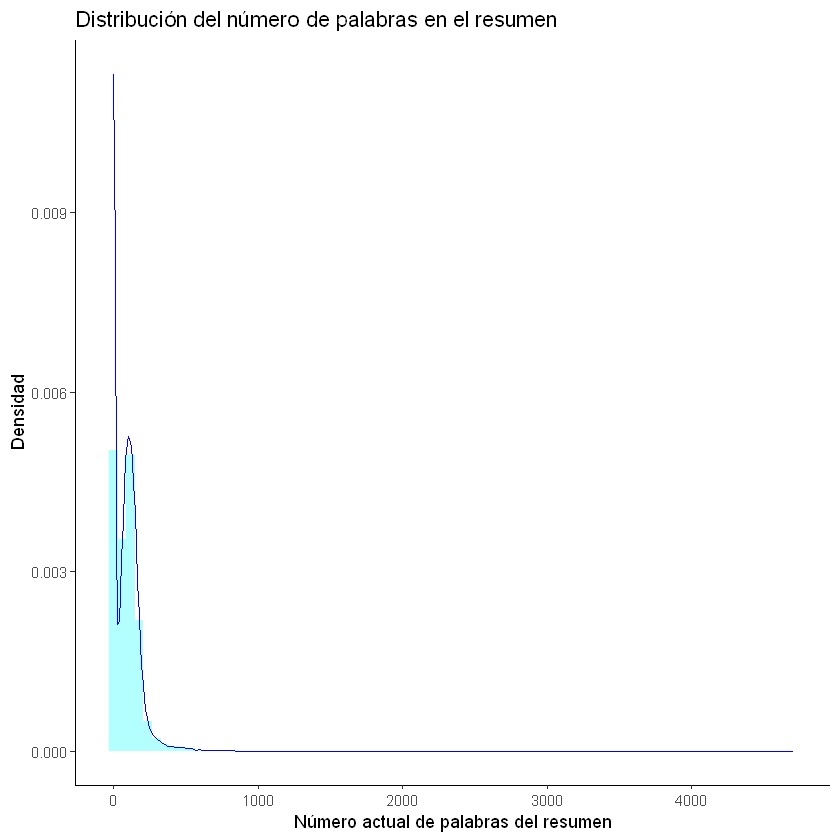 Distribución del número de palabras en el resumen
0.009
0.006
0.003
0.000
Densidad
0 1000 2000 3000 4000
Número actual de palabras del resumen